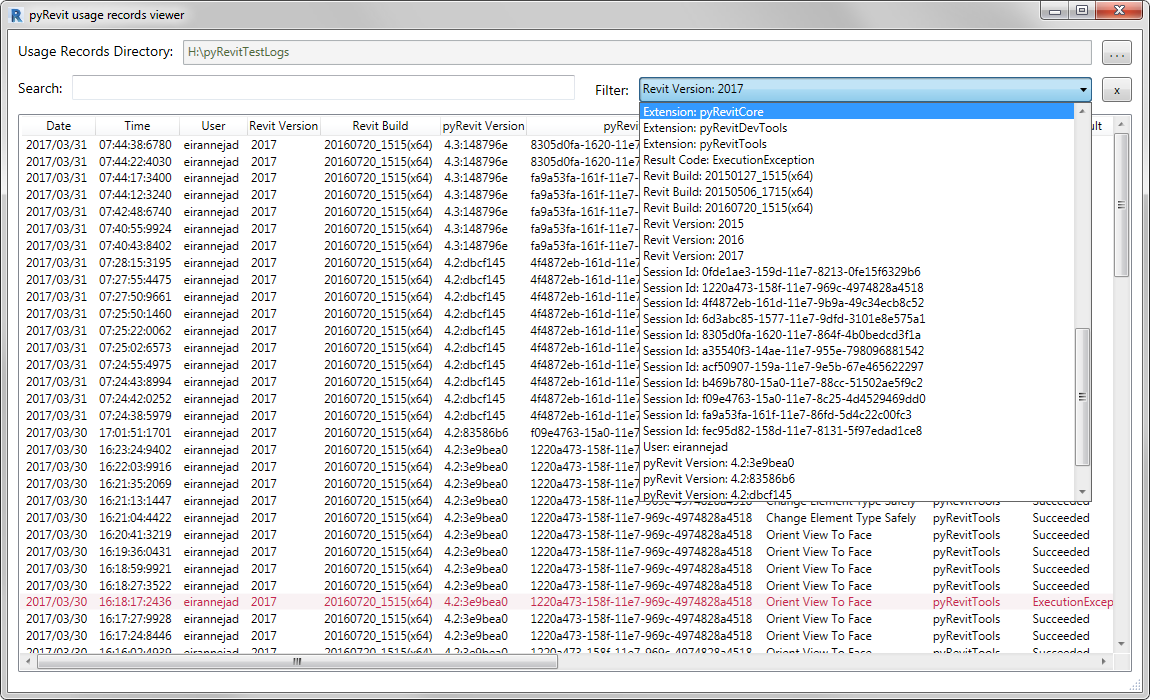 pyRevit usage records viewer
Usage Records Directory: H:\pyRevitTestLogs ...
Search: Filter: Revit Version: 2017 x
Extension: pyRevitCore
Extension: pyRevitDevTools
Extension: pyRevitTools
Result Code: ExecutionException
Revit Build: 20150127_1515(x64)
Revit Build: 20150506_1715(x64)
Revit Build: 20160720_1515(x64)
Revit Version: 2015
Revit Version: 2016
Revit Version: 2017
Session Id: 0fde1ae3-159d-11e7-8213-0fe15f6329b6
Session Id: 1220a473-158f-11e7-969c-4974828a4518
Session Id: 4f4872eb-161d-11e7-9b9a-49c34ecb8c52
Session Id: 6d3abc85-1577-11e7-9dfd-3101e8e575a1
Session Id: 8305d0fa-1620-11e7-864f-4b0bedcd3f1a
Session Id: a35540f3-14ae-11e7-955e-798096881542
Session Id: acf50907-159a-11e7-9e5b-67e465622297
Session Id: b469b780-15a0-11e7-88cc-51502ae5f9c2
Session Id: f09e4763-15a0-11e7-8c25-4d4529469dd0
Session Id: fa9a53fa-161f-11e7-86fd-5d4c22c00fc3
Session Id: fec95d82-158d-11e7-8131-5f97edad1ce8
User: eirannejad
pyRevit Version: 4.2:3e9bea0
pyRevit Version: 4.2:83586b6
pyRevit Version: 4.2:dbcf145
Date Time User Revit Version Revit Build pyRevit Version pyRevi ult
2017/03/31 07:44:38:6780 eirannejad 2017 20160720_1515(x64) 4.3:148796e 8305d0fa-1620-11e7-
2017/03/31 07:44:22:4030 eirannejad 2017 20160720_1515(x64) 4.3:148796e 8305d0fa-1620-11e7-
2017/03/31 07:44:17:3400 eirannejad 2017 20160720_1515(x64) 4.3:148796e fa9a53fa-161f-11e7-
2017/03/31 07:44:12:3240 eirannejad 2017 20160720_1515(x64) 4.3:148796e fa9a53fa-161f-11e7-
2017/03/31 07:42:48:6740 eirannejad 2017 20160720_1515(x64) 4.3:148796e fa9a53fa-161f-11e7-
2017/03/31 07:40:55:9924 eirannejad 2017 20160720_1515(x64) 4.3:148796e fa9a53fa-161f-11e7-
2017/03/31 07:40:43:8402 eirannejad 2017 20160720_1515(x64) 4.3:148796e fa9a53fa-161f-11e7-
2017/03/31 07:28:15:3195 eirannejad 2017 20160720_1515(x64) 4.2:dbcf145 4f4872eb-161d-11e7
2017/03/31 07:27:55:4475 eirannejad 2017 20160720_1515(x64) 4.2:dbcf145 4f4872eb-161d-11e7
2017/03/31 07:27:50:9661 eirannejad 2017 20160720_1515(x64) 4.2:dbcf145 4f4872eb-161d-11e7
2017/03/31 07:25:50:1460 eirannejad 2017 20160720_1515(x64) 4.2:dbcf145 4f4872eb-161d-11e7
2017/03/31 07:25:22:0062 eirannejad 2017 20160720_1515(x64) 4.2:dbcf145 4f4872eb-161d-11e7
2017/03/31 07:25:02:6573 eirannejad 2017 20160720_1515(x64) 4.2:dbcf145 4f4872eb-161d-11e7
2017/03/31 07:24:55:4975 eirannejad 2017 20160720_1515(x64) 4.2:dbcf145 4f4872eb-161d-11e7
2017/03/31 07:24:43:8994 eirannejad 2017 20160720_1515(x64) 4.2:dbcf145 4f4872eb-161d-11e7
2017/03/31 07:24:42:0252 eirannejad 2017 20160720_1515(x64) 4.2:dbcf145 4f4872eb-161d-11e7
2017/03/31 07:24:38:5979 eirannejad 2017 20160720_1515(x64) 4.2:dbcf145 4f4872eb-161d-11e7
2017/03/30 17:01:51:1701 eirannejad 2017 20160720_1515(x64) 4.2:83586b6 f09e4763-15a0-11e7
2017/03/30 16:23:24:9402 eirannejad 2017 20160720_1515(x64) 4.2:3e9bea0 1220a473-158f-11e7
2017/03/30 16:22:03:9916 eirannejad 2017 20160720_1515(x64) 4.2:3e9bea0 1220a473-158f-11e7
2017/03/30 16:21:35:2069 eirannejad 2017 20160720_1515(x64) 4.2:3e9bea0 1220a473-158f-11e7
2017/03/30 16:21:13:1447 eirannejad 2017 20160720_1515(x64) 4.2:3e9bea0 1220a473-158f-11e7-969c-4974828a4518 Change Element Type Safely pyRevitTools Succeeded
2017/03/30 16:21:04:4422 eirannejad 2017 20160720_1515(x64) 4.2:3e9bea0 1220a473-158f-11e7-969c-4974828a4518 Change Element Type Safely pyRevitTools Succeeded
2017/03/30 16:20:41:3219 eirannejad 2017 20160720_1515(x64) 4.2:3e9bea0 1220a473-158f-11e7-969c-4974828a4518 Orient View To Face pyRevitTools Succeeded
2017/03/30 16:19:36:0431 eirannejad 2017 20160720_1515(x64) 4.2:3e9bea0 1220a473-158f-11e7-969c-4974828a4518 Orient View To Face pyRevitTools Succeeded
2017/03/30 16:18:59:9921 eirannejad 2017 20160720_1515(x64) 4.2:3e9bea0 1220a473-158f-11e7-969c-4974828a4518 Orient View To Face pyRevitTools Succeeded
2017/03/30 16:18:27:3522 eirannejad 2017 20160720_1515(x64) 4.2:3e9bea0 1220a473-158f-11e7-969c-4974828a4518 Orient View To Face pyRevitTools Succeeded
2017/03/30 16:18:17:2436 eirannejad 2017 20160720_1515(x64) 4.2:3e9bea0 1220a473-158f-11e7-969c-4974828a4518 Orient View To Face pyRevitTools ExecutionExcep
2017/03/30 16:17:27:9928 eirannejad 2017 20160720_1515(x64) 4.2:3e9bea0 1220a473-158f-11e7-969c-4974828a4518 Orient View To Face pyRevitTools Succeeded
2017/03/30 16:17:24:8446 eirannejad 2017 20160720_1515(x64) 4.2:3e9bea0 1220a473-158f-11e7-969c-4974828a4518 Orient View To Face pyRevitTools Succeeded
2017/03/30 16:16:02:4939 eirannejad 2017 20160720_1515(x64) 4.2:3e9bea0 1220a473-158f-11e7-969c-4974828a4518 Orient View To Face pyRevitTools Succeeded